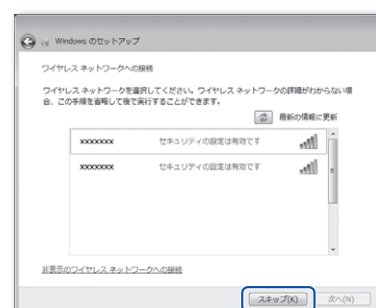 Windows のセットアップ
ワイヤレス ネットワークへの接続
ワイヤレス ネットワークを選択してください。ワイヤレス ネットワークの詳細がわからない場
合、この手順を省略して後で実行することができます。
最新の情報に更新
xxxxxxx セキュリティの設定は有効です
xxxxxxx セキュリティの設定は有効です
非表示のワイヤレス ネットワークへの接続
スキップ(K) 次へ(N)